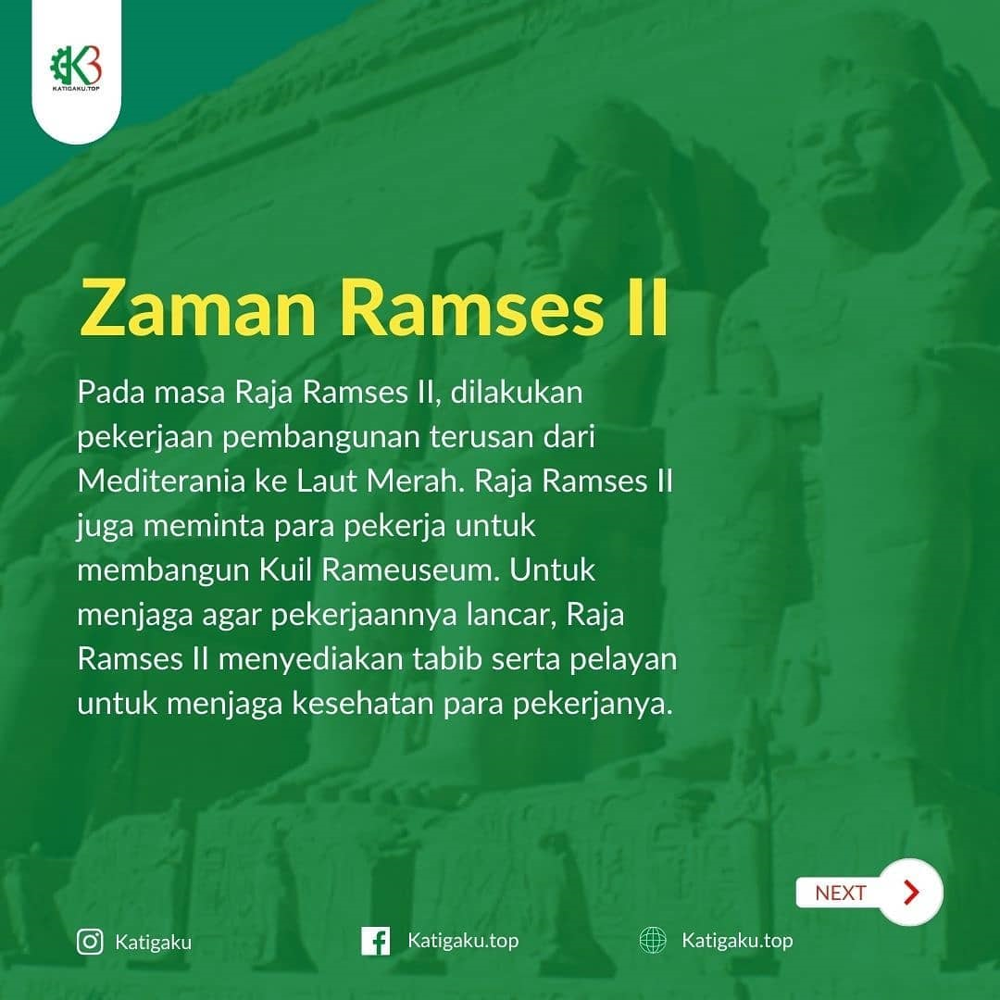 K3
KATIGAKU.TOP
Zaman Ramses II
Pada masa Raja Ramses II, dilakukan
pekerjaan pembangunan terusan dari
Mediterania ke Laut Merah. Raja Ramses II
juga meminta para pekerja untuk
membangun Kuil Rameuseum. Untuk
menjaga agar pekerjaannya lancar, Raja
Ramses II menyediakan tabib serta pelayan
untuk menjaga kesehatan para pekerjanya.
NEXT
Katigaku
Katigaku.top
Katigaku.top